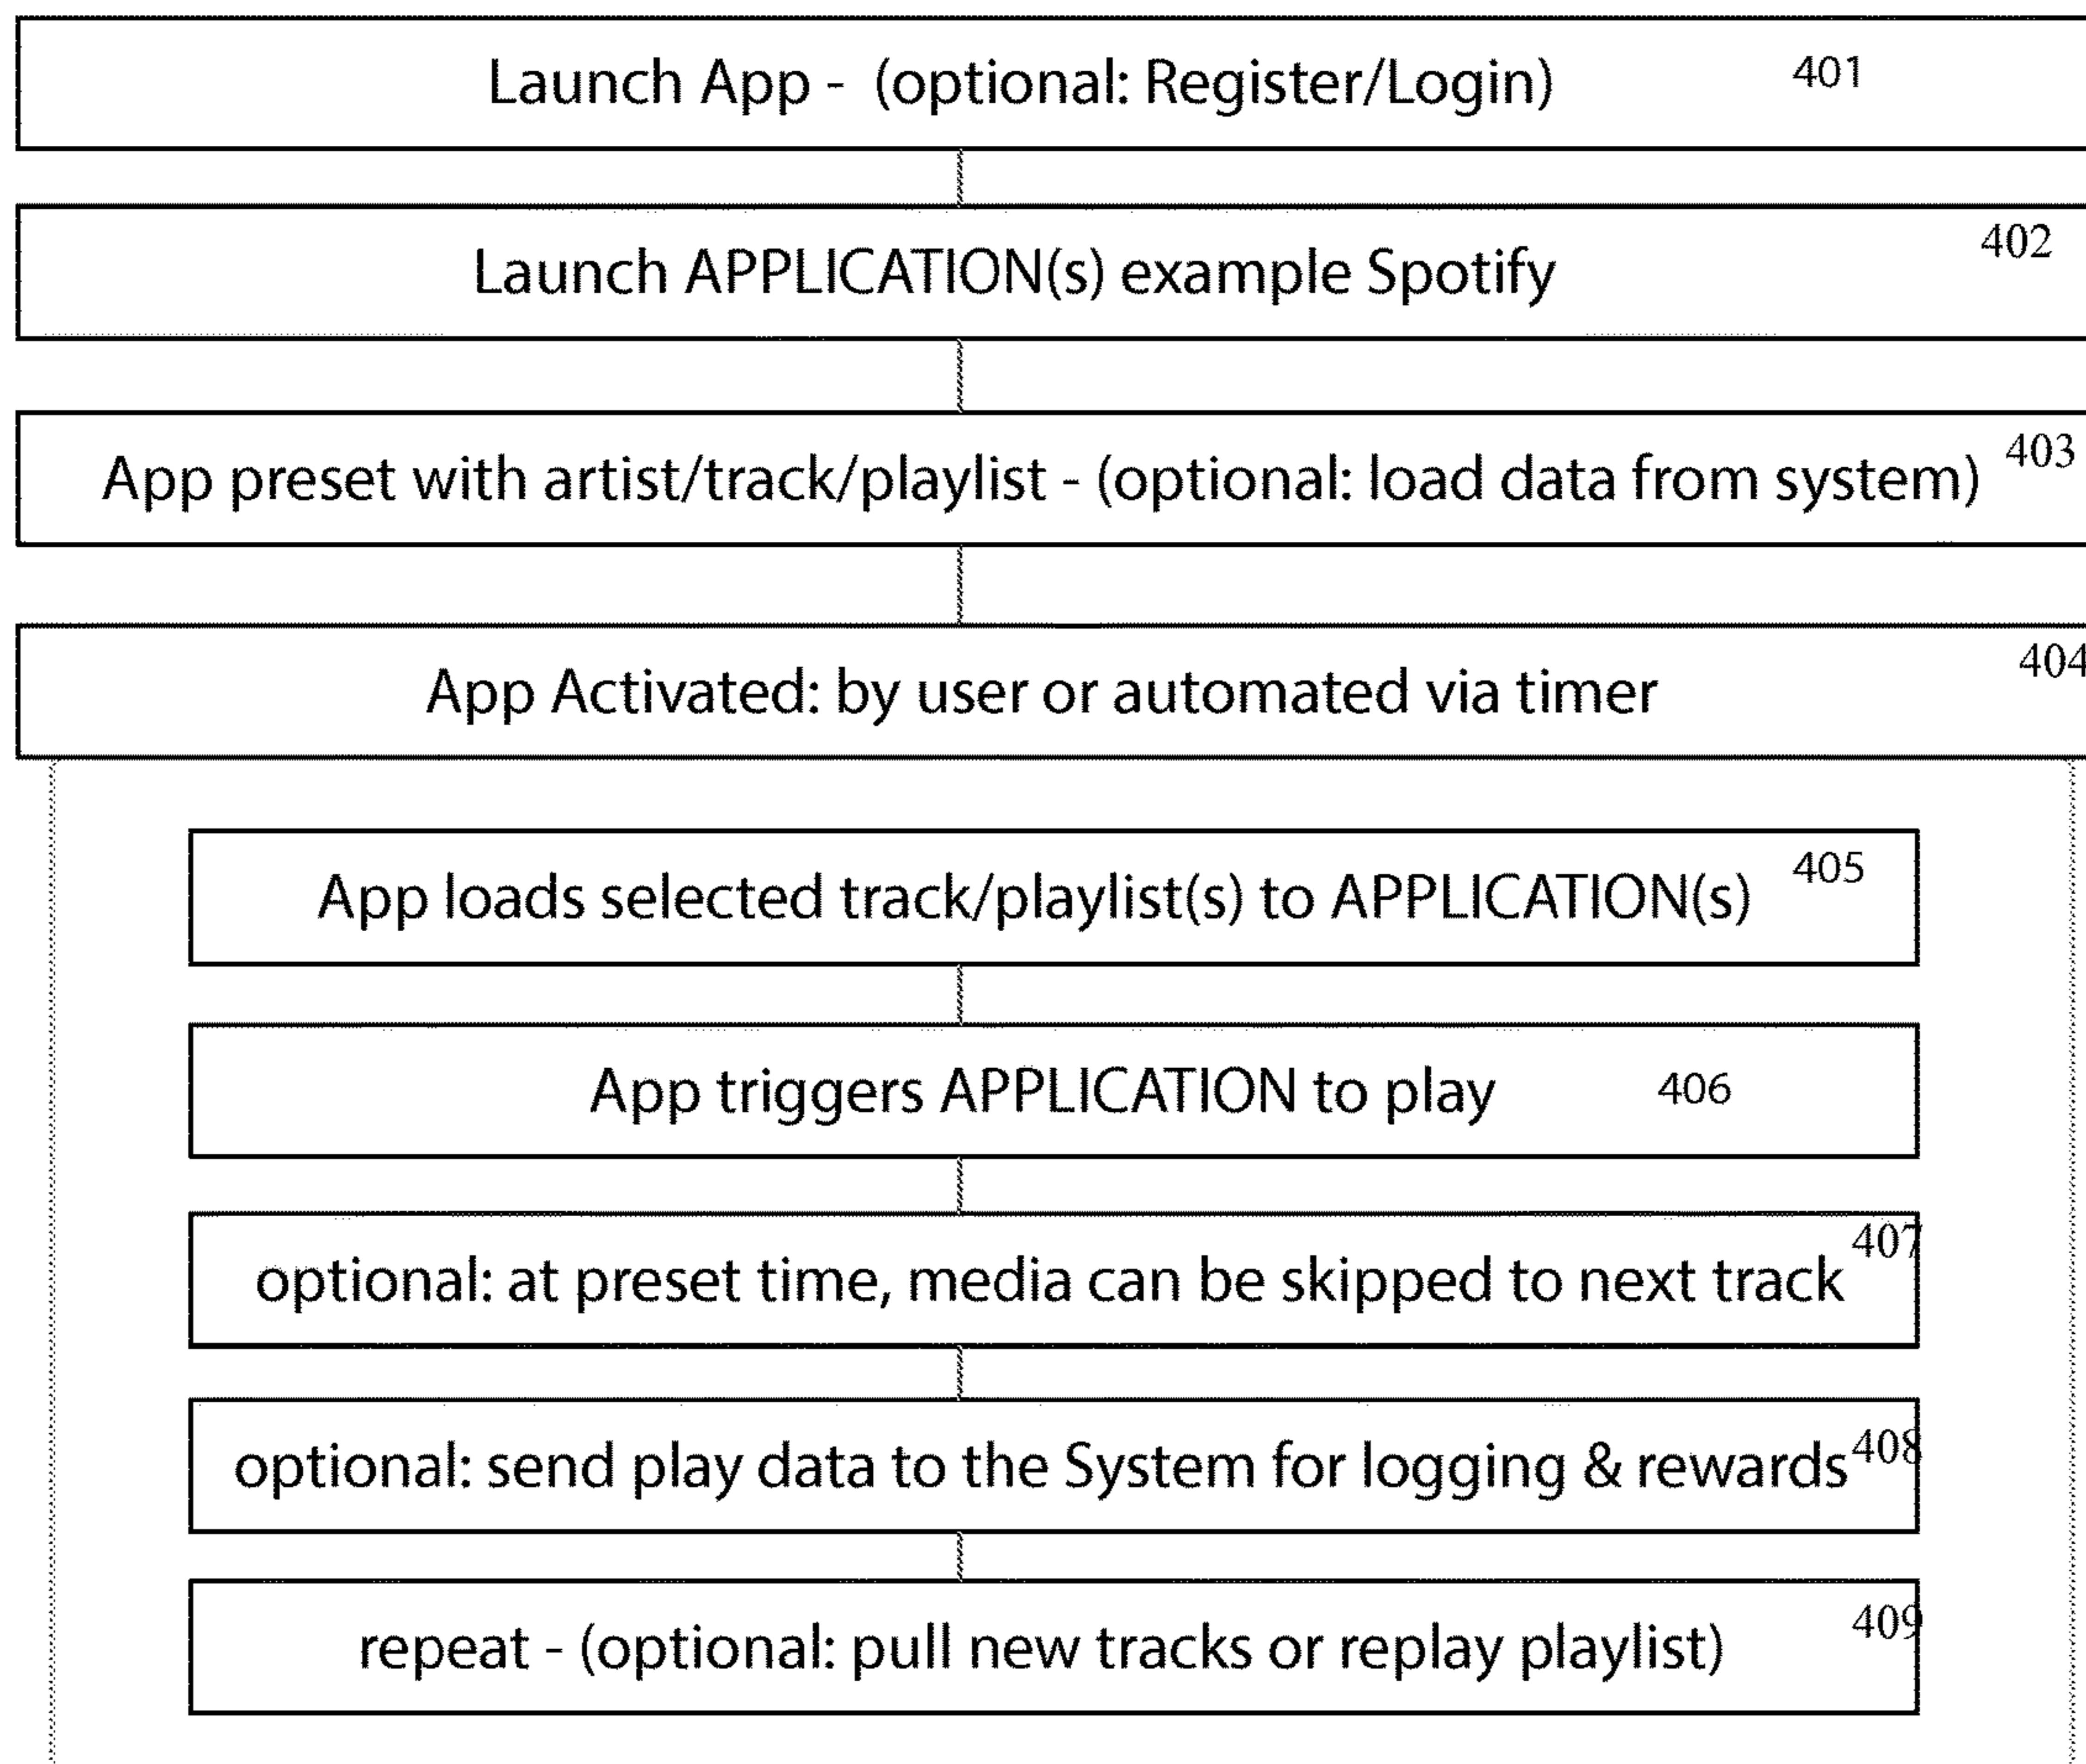 Launch App - (optional: Register/Login) 401
Launch APPLICATION(s) example Spotify 402
App preset with artist/track/playlist - (optional: load data from system) 403
App Activated: by user or automated via timer 404
App loads selected track/playlist(s) to APPLICATION(s) 405
App triggers APPLICATION to play 406
optional: at preset time, media can be skipped to next track 407
optional: send play data to the System for logging & rewards 408
repeat - (optional: pull new tracks or replay playlist) 409